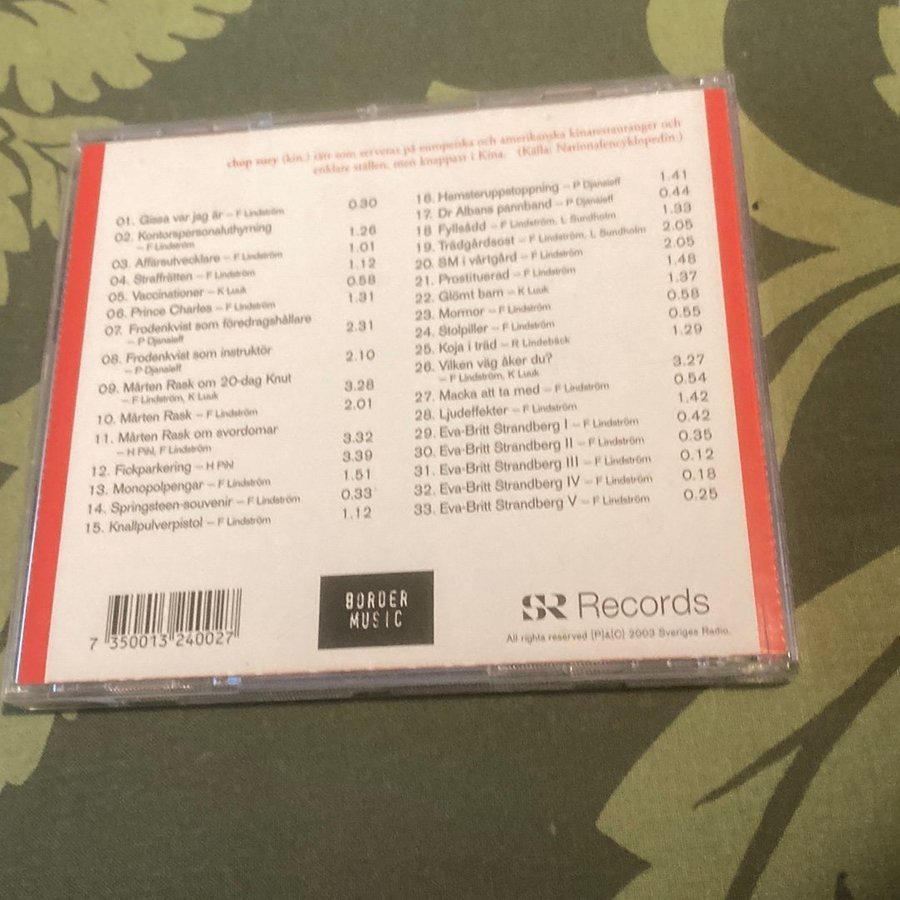 chop suey (kin.) rätt som serveras på europeiska och amerikanska kinarestauranger och
enklare ställen, men knappast i Kina. (Källa: Nationalencyklopedin.)
01. Gissa var jag är – F Lindström 0.30
02. Kontorspersonaluthyrning
– F Lindström 1.26
03. Affärsutvecklare – F Lindström 1.01
04. Straffrätten – F Lindström 1.12
05. Vaccinationer – K Luuk 0.58
06. Prince Charles – F Lindström 1.31
07. Frodenkvist som föredragshållare
– P Djanaieff 2.31
08. Frodenkvist som instruktör
– P Djanaieff 2.10
09. Mårten Rask om 20-dag Knut
– F Lindström, K Luuk 3.28
10. Mårten Rask – F Lindström 2.01
11. Mårten Rask om svordomar
– H Pihl, F Lindström 3.32
12. Fickparkering – H Pihl 3.39
13. Monopolpengar – F Lindström 1.51
14. Springsteen-souvenir – F Lindström 0.33
15. Knallpulverpistol – F Lindström 1.12
16. Hamsteruppstoppning – P Djanaieff 1.41
17. Dr Albans pannband – P Djanaieff 0.44
18 Fyllsådd – F Lindström, L Sundholm 1.33
19. Trädgårdsost – F Lindström, L Sundholm 2.05
20. SM i vårtgård – F Lindström 2.05
21. Prostituerad – F Lindström 1.48
22. Glömt barn – K Luuk 1.37
23. Mormor – F Lindström 0.58
24. Stolpiller – F Lindström 0.55
25. Koja i träd – R Lindebäck 1.29
26. Vilken väg åker du?
– F Lindström, K Luuk 3.27
27. Macka att ta med – F Lindström 0.54
28. Ljudeffekter – F Lindström 1.42
29. Eva-Britt Strandberg I – F Lindström 0.42
30. Eva-Britt Strandberg II – F Lindström 0.35
31. Eva-Britt Strandberg III – F Lindström 0.12
32. Eva-Britt Strandberg IV – F Lindström 0.18
33. Eva-Britt Strandberg V – F Lindström 0.25
7 350013 240027
BORDER
MUSIC
SR Records
All rights reserved [P]&[C] 2003 Sveriges Radio.